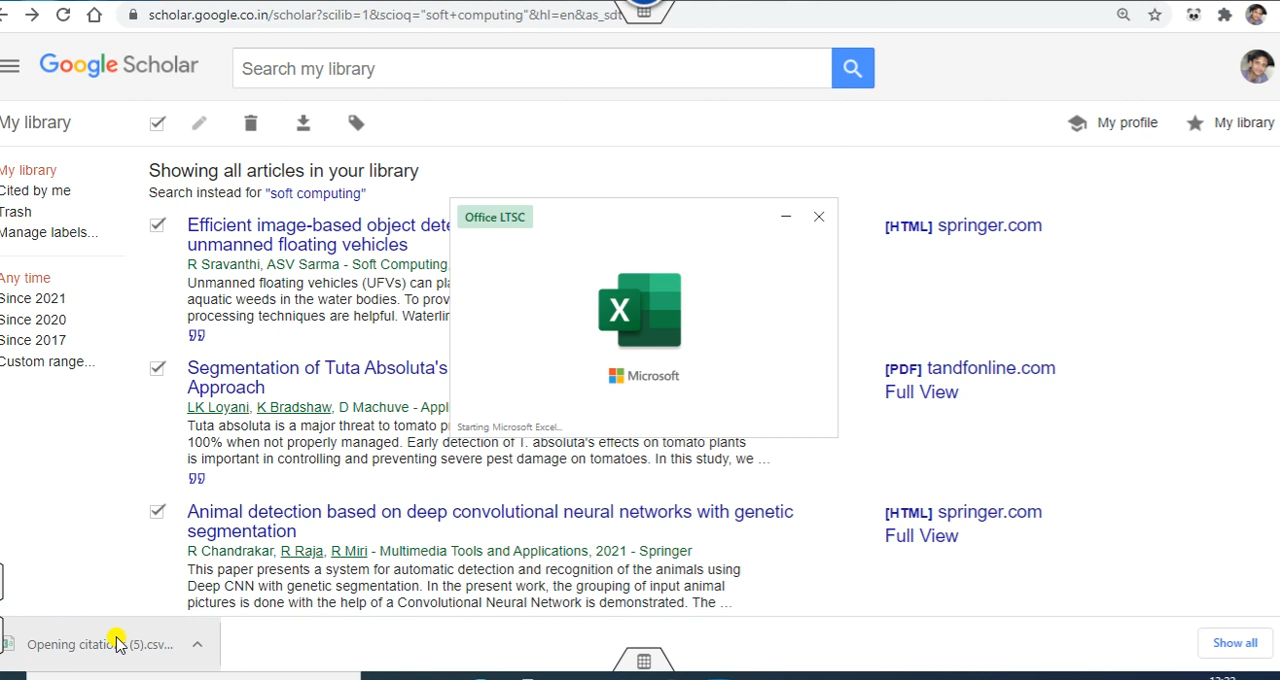 scholar.google.co.in/scholar?scilib=1&scioq="soft+computing"&hl=en&as_sdt
Google Scholar
Search my library
My library
My profile
My library
My library
Cited by me
Trash
Manage labels...
Any time
Since 2021
Since 2020
Since 2017
Custom range...
Showing all articles in your library
Search instead for "soft computing"
Efficient image-based object dete
unmanned floating vehicles
R Sravanthi, ASV Sarma - Soft Computing,
Unmanned floating vehicles (UFVs) can pl
aquatic weeds in the water bodies. To prov
processing techniques are helpful. Waterli
[HTML] springer.com
Segmentation of Tuta Absoluta's
Approach
LK Loyani, K Bradshaw, D Machuve - Appl
Tuta absoluta is a major threat to tomato p
100% when not properly managed. Early detection of T. absoluta's effects on tomato plants
is important in controlling and preventing severe pest damage on tomatoes. In this study, we ...
[PDF] tandfonline.com
Full View
Animal detection based on deep convolutional neural networks with genetic
segmentation
R Chandrakar, R Raja, R Miri - Multimedia Tools and Applications, 2021 - Springer
This paper presents a system for automatic detection and recognition of the animals using
Deep CNN with genetic segmentation. In the present work, the grouping of input animal
pictures is done with the help of a Convolutional Neural Network is demonstrated. The ...
[HTML] springer.com
Full View
Office LTSC
X
Microsoft
Starting Microsoft Excel...
Opening citatio (5).csv...
Show all